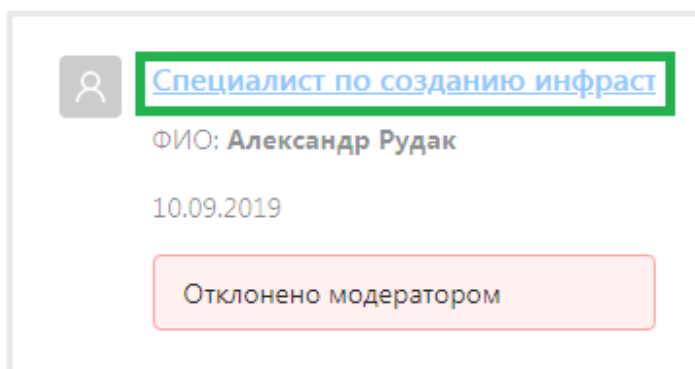 Специалист по созданию инфраст
ФИО: Александр Рудак
10.09.2019
Отклонено модератором